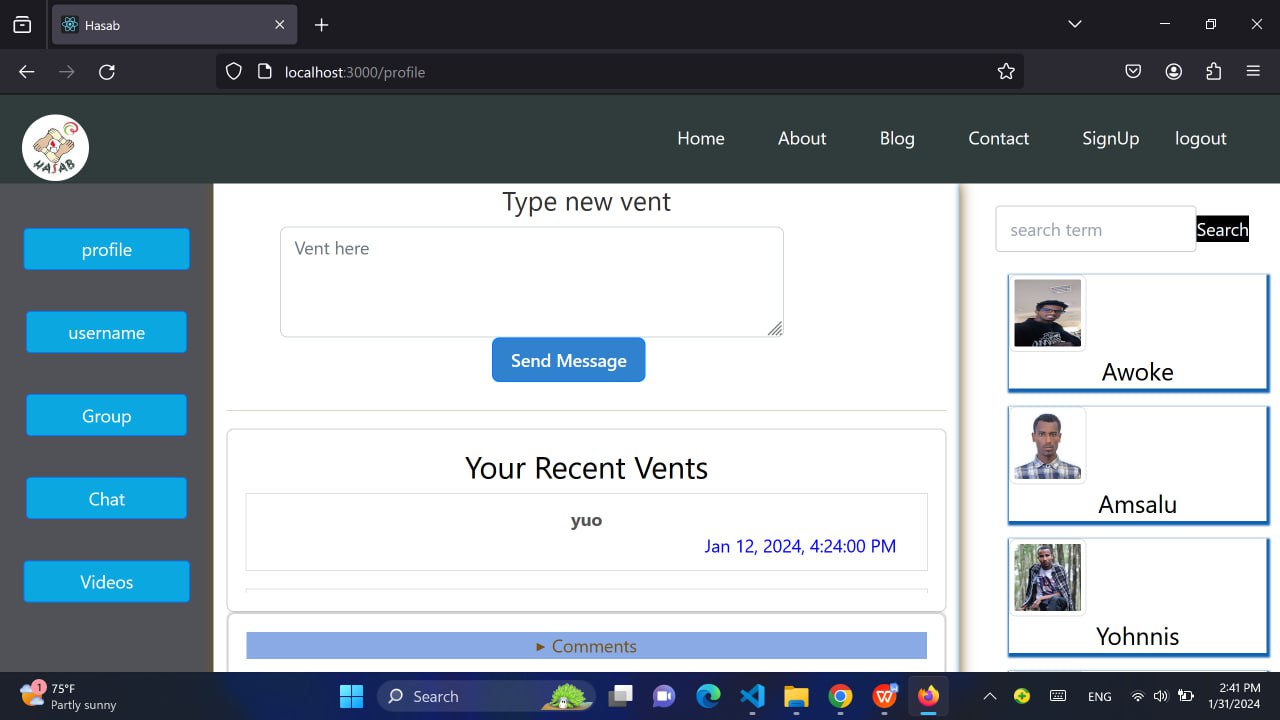 Hasab
localhost:3000/profile
HASAB
Home About Blog Contact SignUp logout
profile
username
Group
Chat
Videos
Type new vent
Vent here
Send Message
Your Recent Vents
yuo
Jan 12, 2024, 4:24:00 PM
Comments
search term Search
Awoke
Amsalu
Yohnnis
1
75°F
Partly sunny
Search
ENG
2:41 PM
1/31/2024